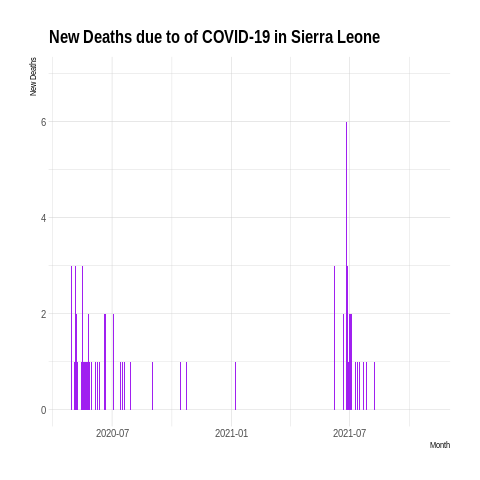 New Deaths due to of COVID-19 in Sierra Leone
New Deaths
6
4
2
0
2020-07
2021-01
2021-07
Month